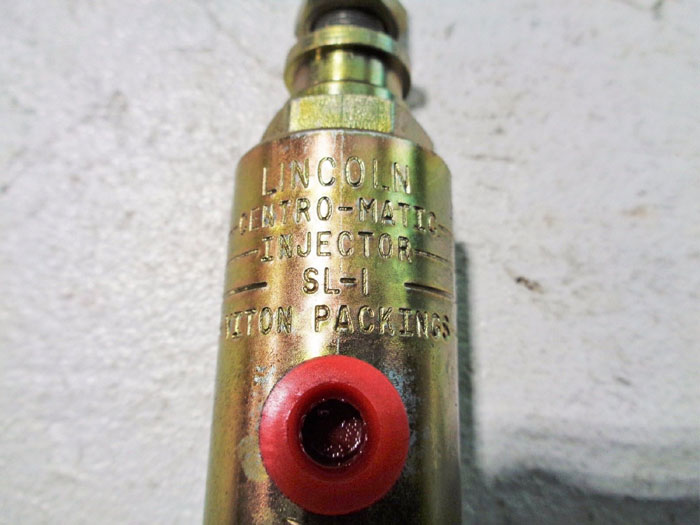 LINCOLN
CENTRO-MATIC
INJECTOR
SL-1
VITON PACKINGS